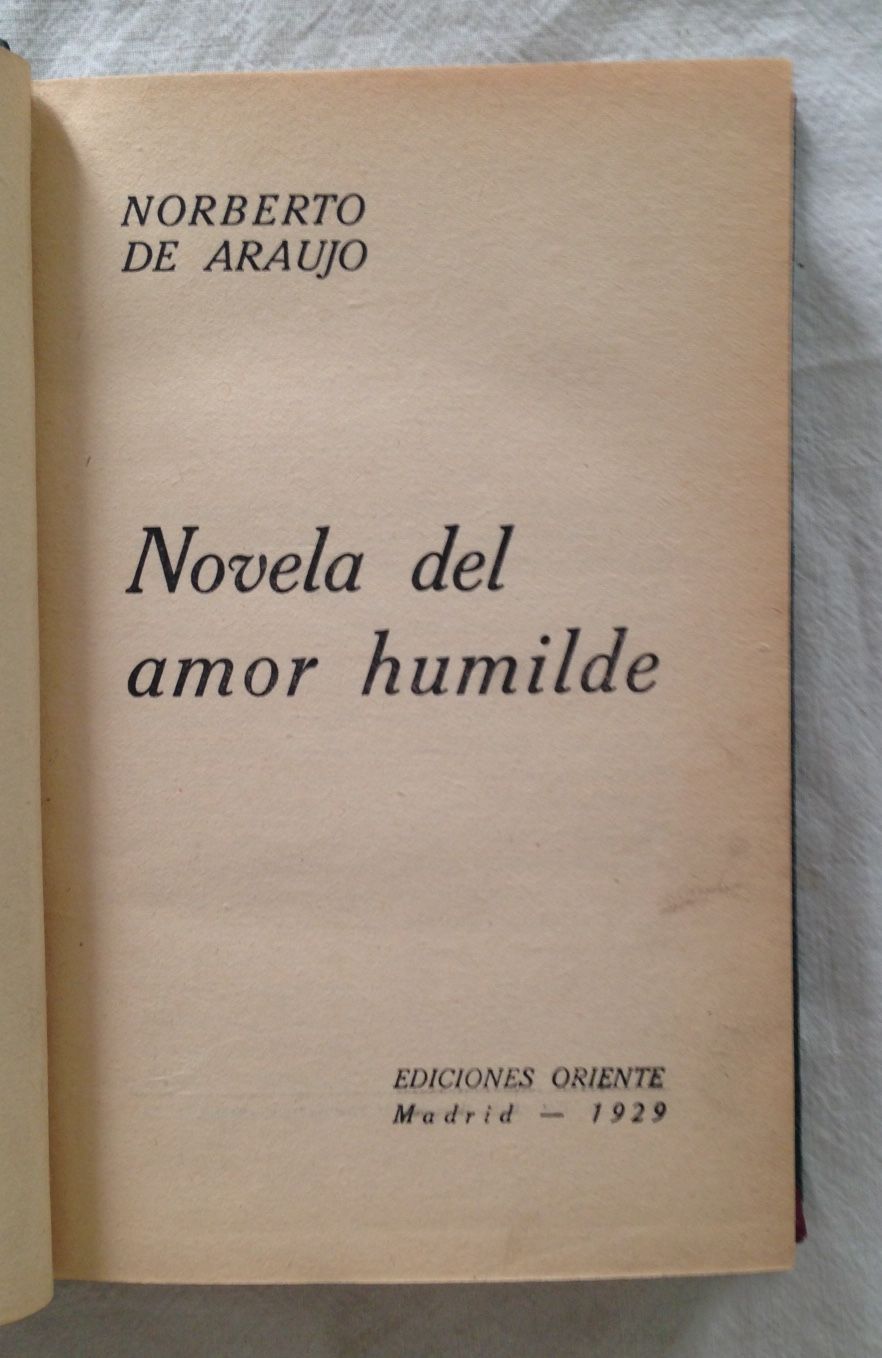 NORBERTO
DE ARAUJO
Novela del
amor humilde
EDICIONES ORIENTE
Madrid — 1929